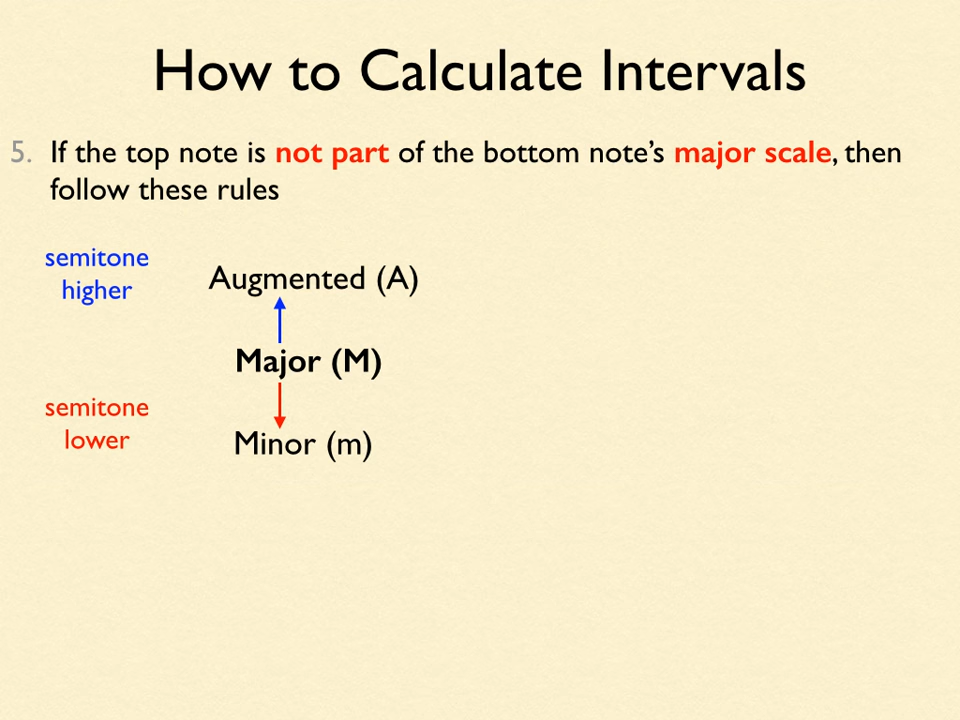 How to Calculate Intervals
5. If the top note is not part of the bottom note’s major scale, then
follow these rules
semitone
higher
Augmented (A)
Major (M)
semitone
lower
Minor (m)